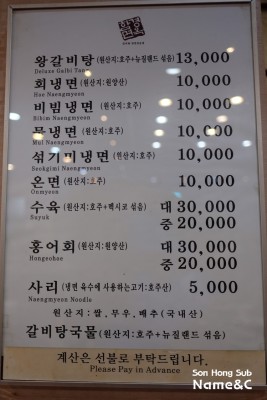 왕갈비탕 (원산지:호주+뉴질랜드 섞음) 13,000
Deluxe Galbi Tang
회냉면 (원산지:원양산) 10,000
Hoe Naengmyeon
비빔냉면 (원산지:호주) 10,000
Bibim Naengmyeon
물냉면 (원산지:호주) 10,000
Mul Naengmyeon
섞기미냉면 (원산지:호주) 10,000
Seokgimi Naengmyeon
온면 (원산지:호주) 10,000
Onmyeon
수육 (원산지:호주+멕시코 섞음) 대 30,000
Suyuk 중 20,000
홍어회 (원산지:원양산) 대 30,000
Hongeohoe 중 20,000
사리 (냉면 육수에 사용하는고기:호주산) 5,000
Naengmyeon Noodle
원산지:쌀,무우,배추(국내산)
갈비탕국물 (원산지:호주+뉴질랜드 섞음)
계산은 선불로 부탁드립니다.
Please Pay in Advance
Son Hong Sub
Name&C